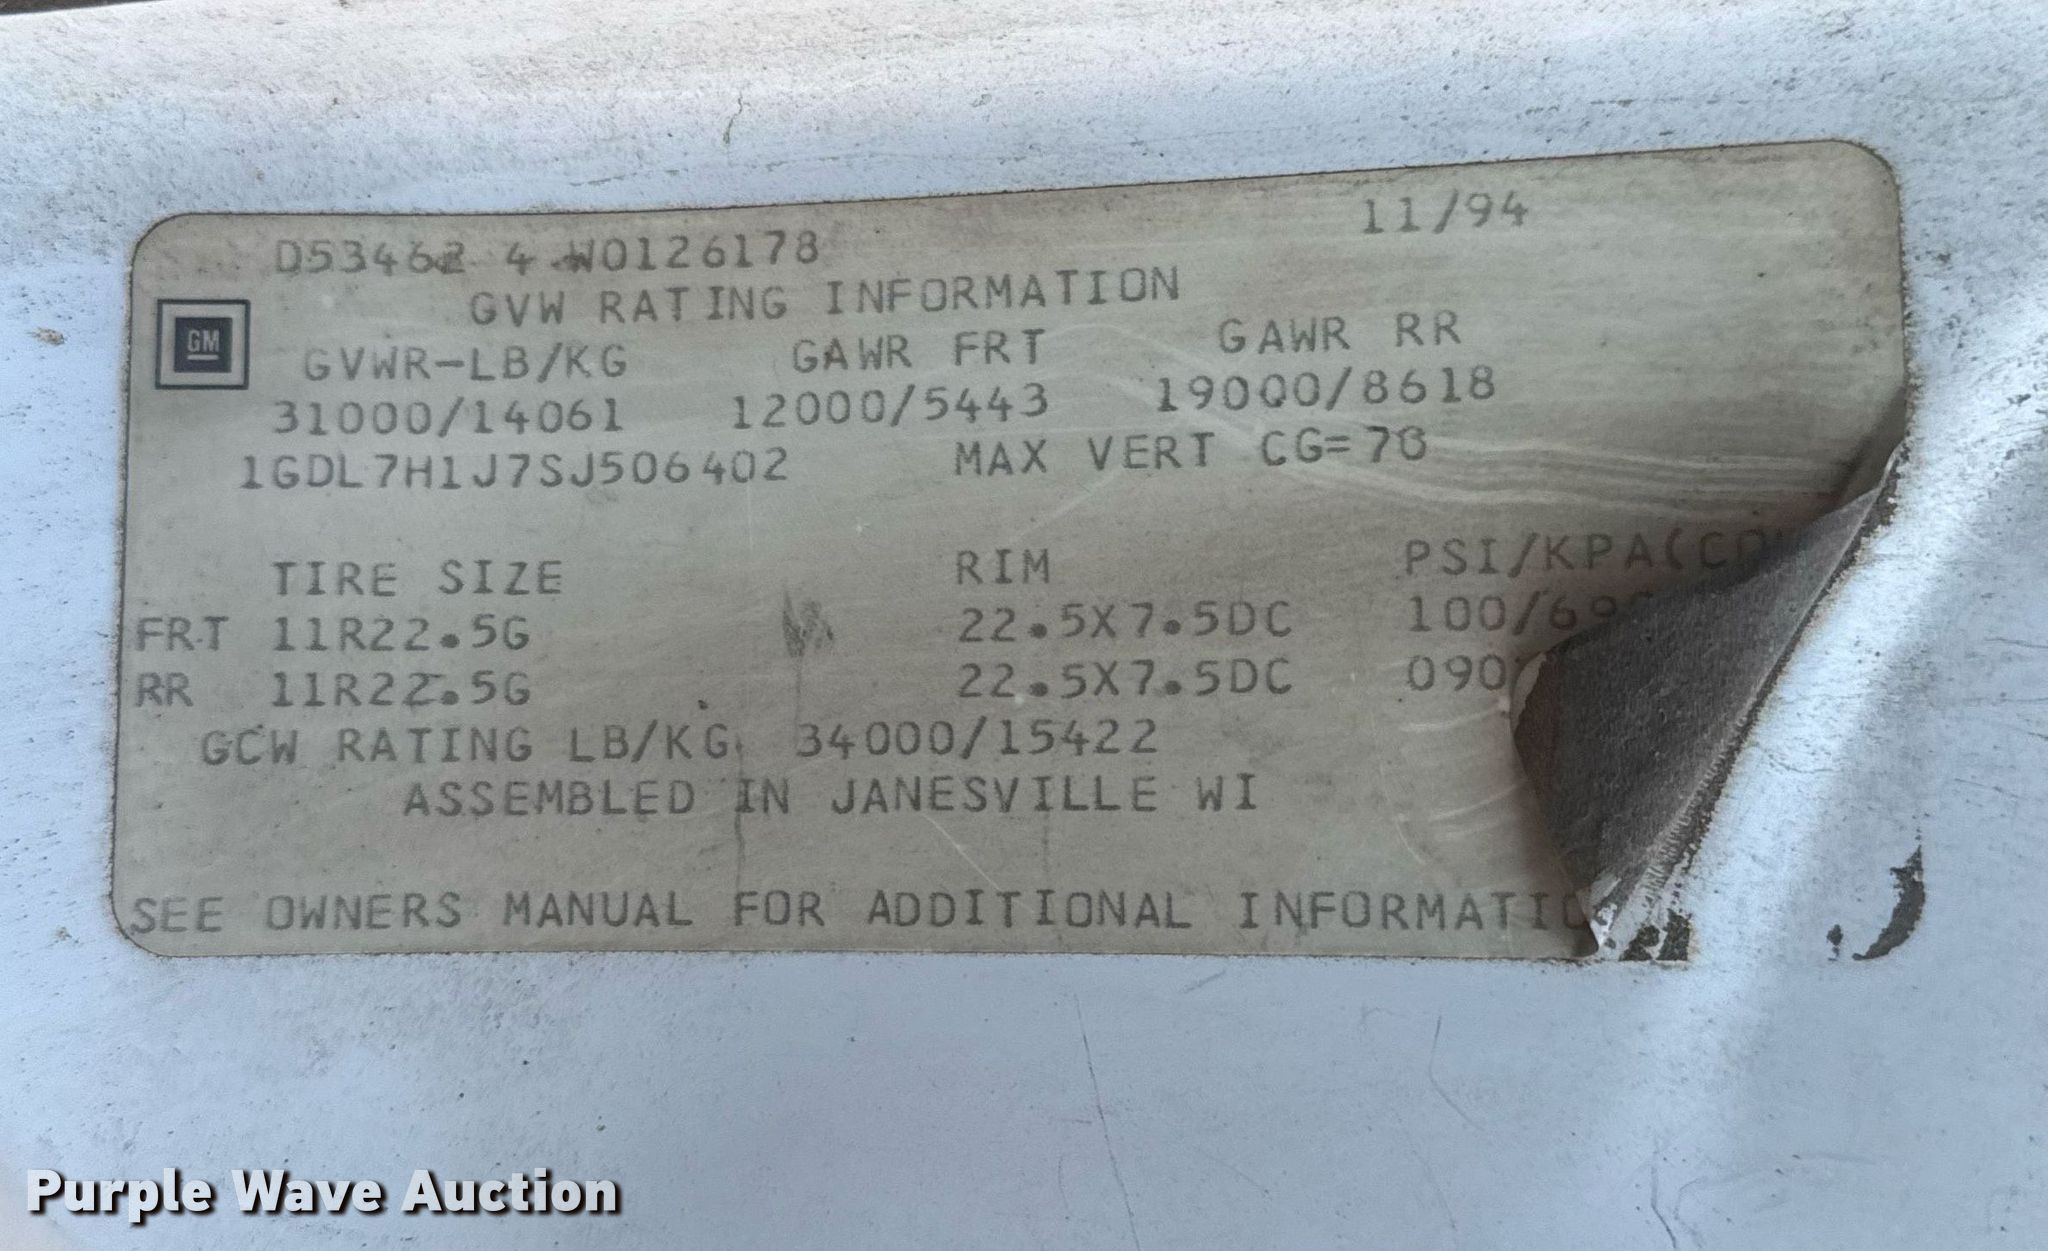 D53462 4 W0126178 11/94
GVW RATING INFORMATION
GM
GVWR-LB/KG GAWR FRT GAWR RR
31000/14061 12000/5443 19000/8618
1GDL7H1J7SJ506402 MAX VERT CG=
TIRE SIZE RIM
FRT 11R22.5G 22.5X7.5DC
RR 11R22.5G 22.5X7.5DC
GCW RATING LB/KG 34000/15422
ASSEMBLED IN JANESVILLE WI
SEE OWNERS MANUAL FOR ADDITIONAL
Purple Wave Auction